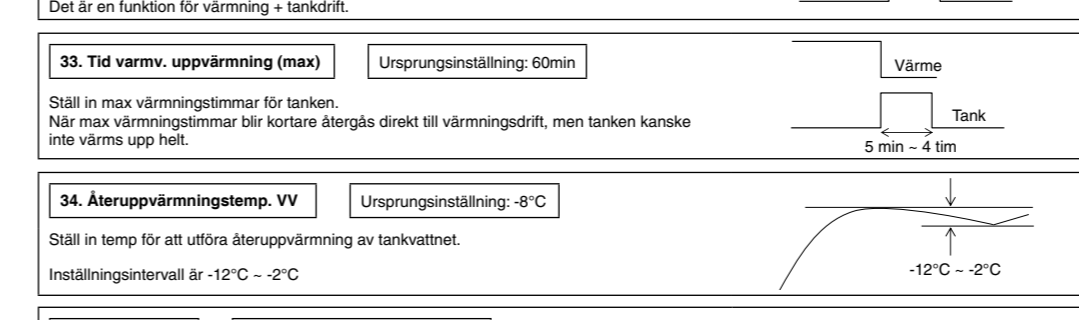 Det är en funktion för värmning + tankdrift.
33. Tid varmv. uppvärmning (max)
Ursprungsinställning: 60min
Ställ in max värmningstimmar för tanken.
När max värmningstimmar blir kortare återgås direkt till värmningsdrift, men tanken kanske
inte värms upp helt.
Värme
Tank
5 min ~ 4 tim
34. Återuppvärmningstemp. VV
Ursprungsinställning: -8°C
Ställ in temp för att utföra återuppvärmning av tankvattnet.
Inställningsintervall är -12°C ~ -2°C
-12°C ~ -2°C